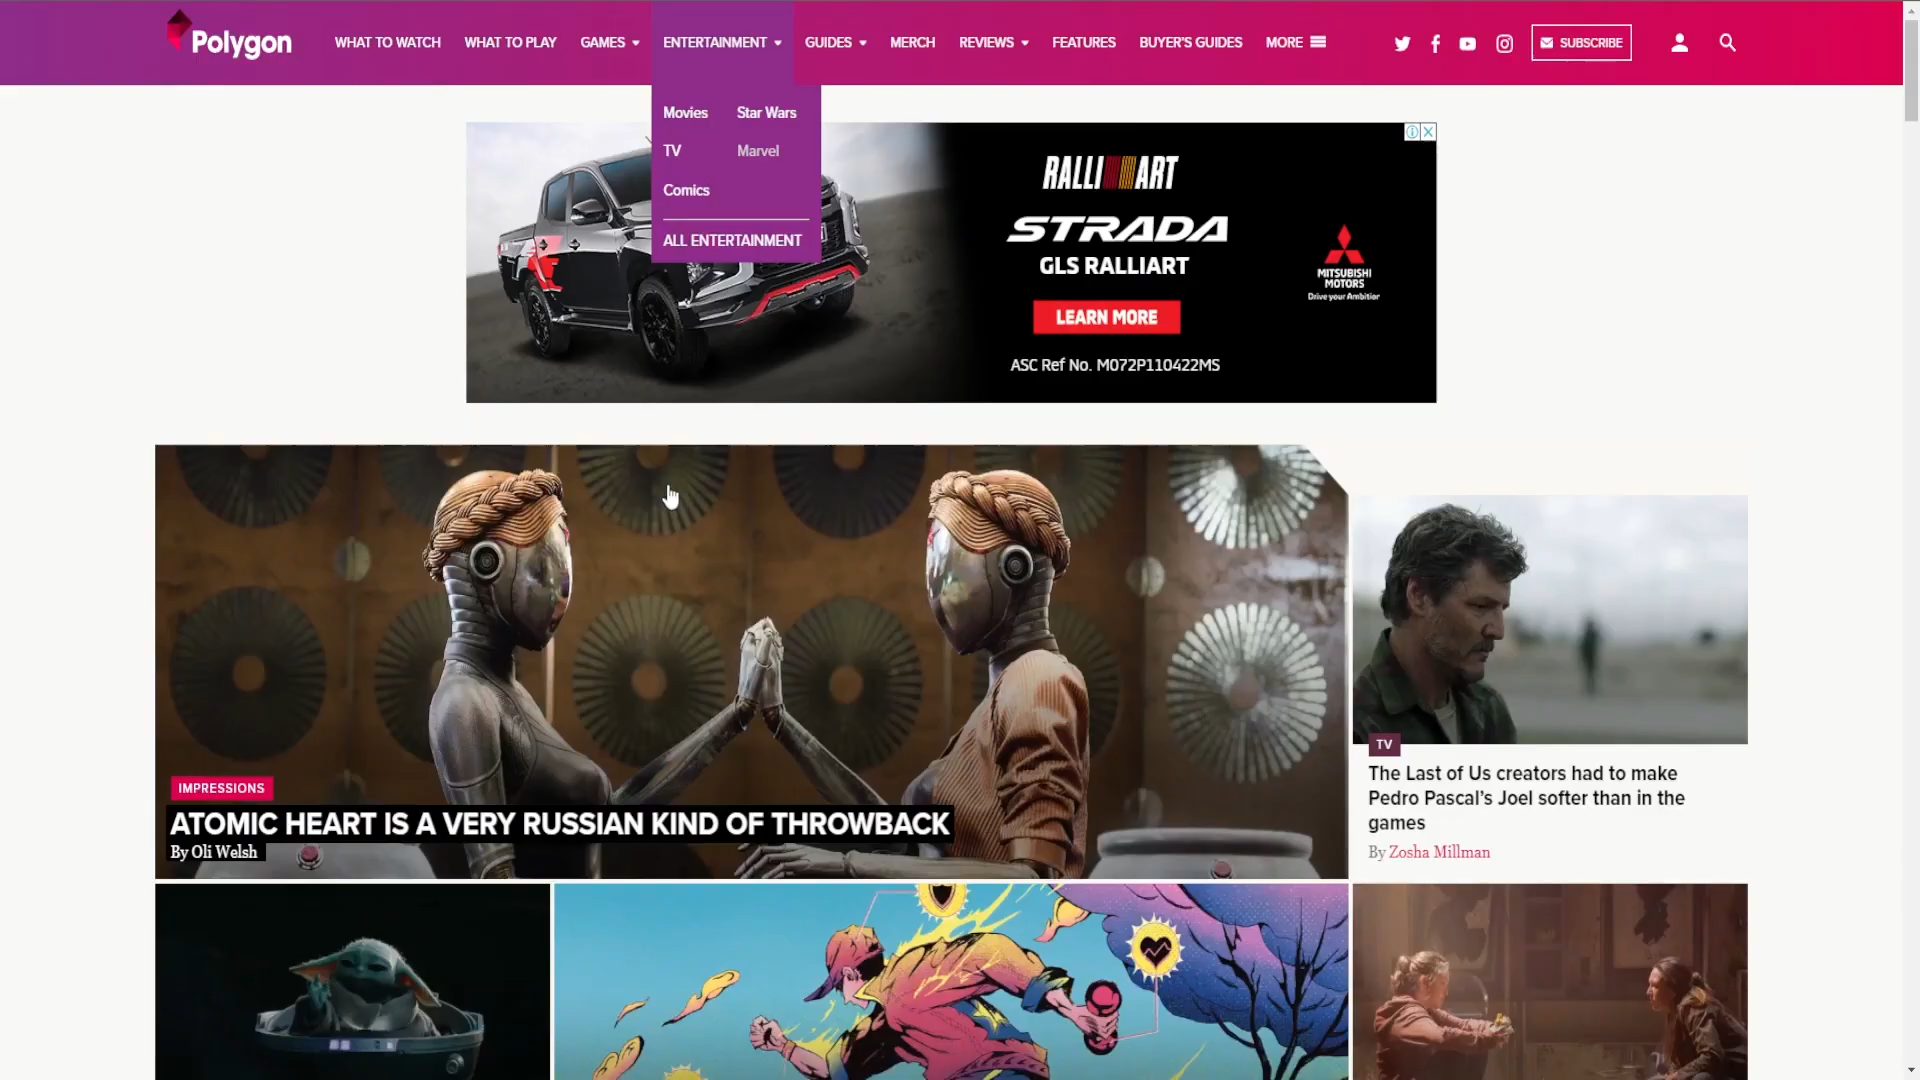 Polygon
WHAT TO WATCH
WHAT TO PLAY
GAMES
ENTERTAINMENT
GUIDES
MERCH
REVIEWS
FEATURES
BUYER'S GUIDES
MORE
SUBSCRIBE
Movies
Star Wars
TV
Marvel
Comics
ALL ENTERTAINMENT
RALLIART
STRADA
GLS RALLIART
LEARN MORE
ASC Ref No. M072P110422MS
MITSUBISHI
MOTORS
Drive your Ambition
IMPRESSIONS
ATOMIC HEART IS A VERY RUSSIAN KIND OF THROWBACK
By Oli Welsh
TV
The Last of Us creators had to make
Pedro Pascal’s Joel softer than in the
games
By Zosha Millman